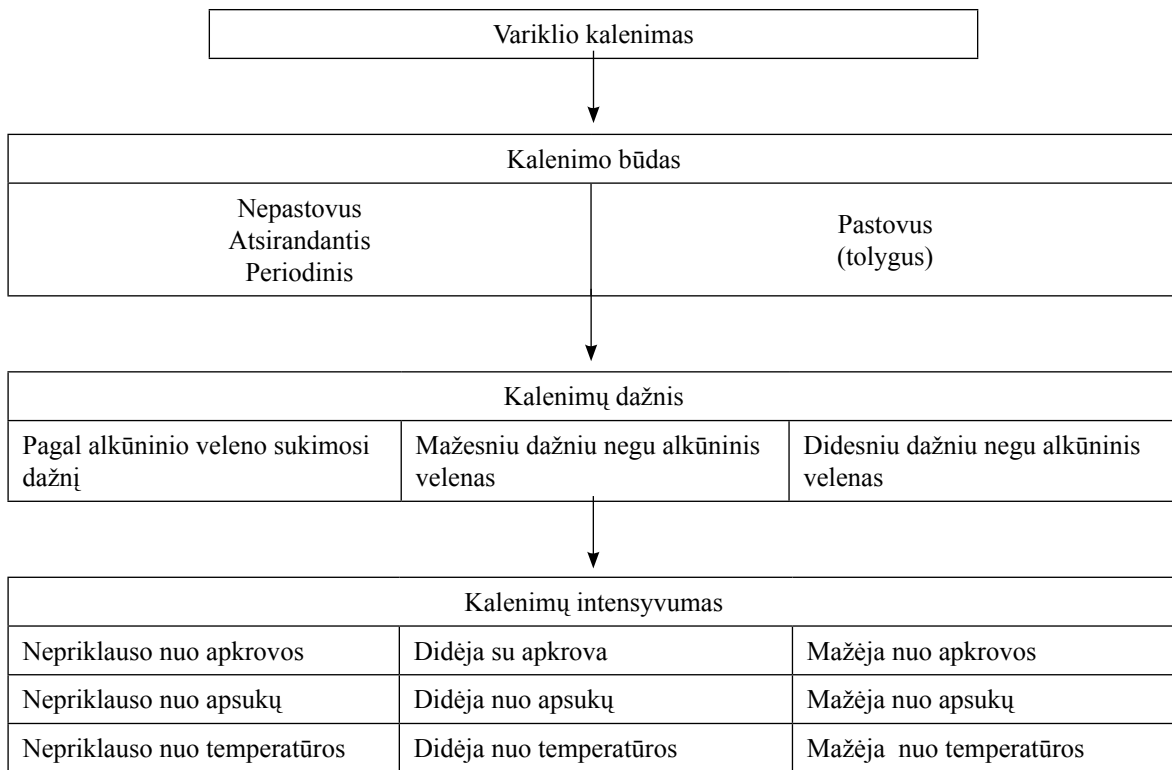 Variklio kalenimas
Kalenimo būdas
Nepastovus
Atsirandantis
Periodinis
Pastovus
(tolygus)
Kalenimų dažnis
Pagal alkūninio veleno sukimosi
dažnį
Mažesniu dažniu negu alkūninis
velenas
Didesniu dažniu negu alkūninis
velenas
Kalenimų intensyvumas
Nepriklauso nuo apkrovos
Didėja su apkrova
Mažėja nuo apkrovos
Nepriklauso nuo apsukų
Didėja nuo apsukų
Mažėja nuo apsukų
Nepriklauso nuo temperatūros
Didėja nuo temperatūros
Mažėja nuo temperatūros